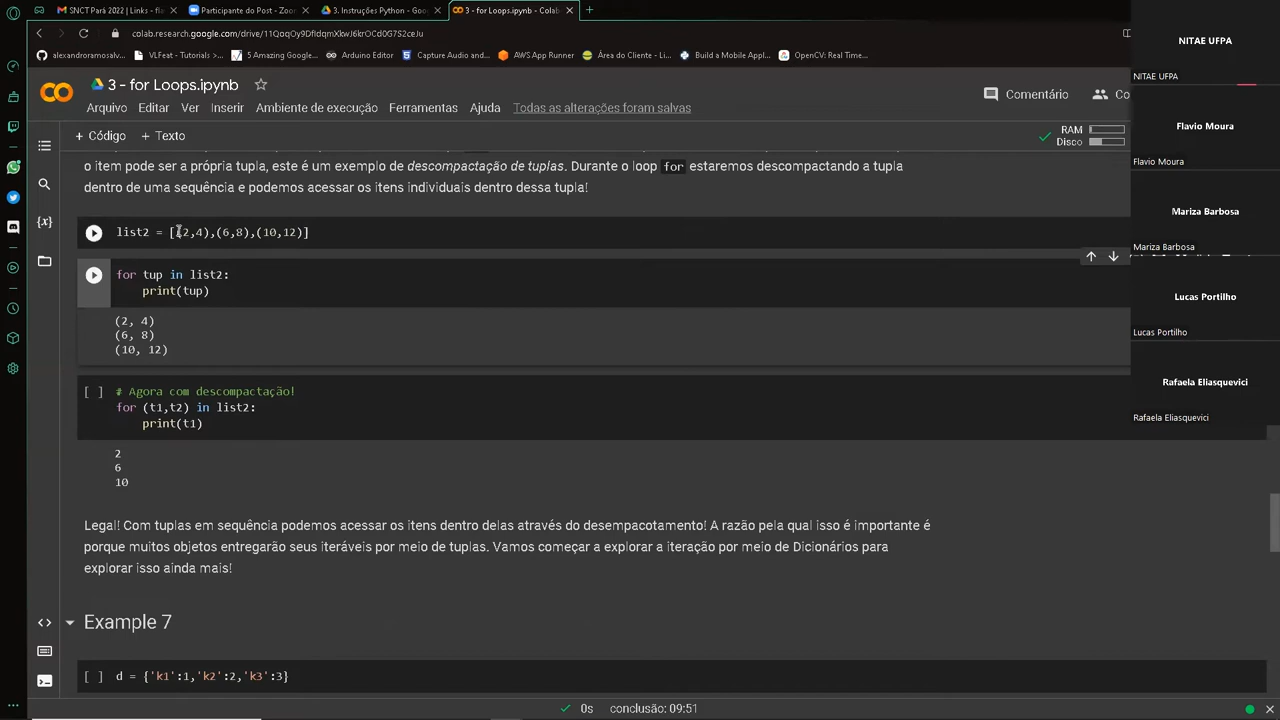 SNCT Pará 2022 | Links - f
Participante do Post - Zoo
3. Instruções Python - Goo
3 - for Loops.ipynb - Colab
colab.research.google.com/drive/
alexandroramosalv
VLFeat - Tutorials >...
5 Amazing Google...
Arduino Editor
Capture Audio and...
AWS App Runner
Área do Cliente - L...
Build a Mobile Appl...
OpenCV: Real Time...
3 - for Loops.ipynb
Arquivo Editar Ver Inserir Ambiente de execução Ferramentas Ajuda Todas as alterações foram salvas
Comentário
Co
+ Código + Texto
RAM
Disco
o item pode ser a própria tupla, este é um exemplo de descompactação de tuplas. Durante o loop for estaremos descompactando a tupla
dentro de uma sequência e podemos acessar os itens individuais dentro dessa tupla!
list2 = [(2,4),(6,8),(10,12)]
for tup in list2:
print(tup)
(2, 4)
(6, 8)
(10, 12)
[ ] # Agora com descompactação!
for (t1,t2) in list2:
print(t1)
2
6
10
Legal! Com tuplas em sequência podemos acessar os itens dentro delas através do desempacotamento! A razão pela qual isso é importante é
porque muitos objetos entregarão seus iteráveis por meio de tuplas. Vamos começar a explorar a iteração por meio de Dicionários para
explorar isso ainda mais!
Example 7
[ ] d = {'k1':1,'k2':2,'k3':3}
0s conclusão: 09:51
NITAE UFPA
NITAE UFPA
Flavio Moura
Flavio Moura
Mariza Barbosa
Mariza Barbosa
Lucas Portilho
Lucas Portilho
Rafaela Eliasquevici
Rafaela Eliasquevici